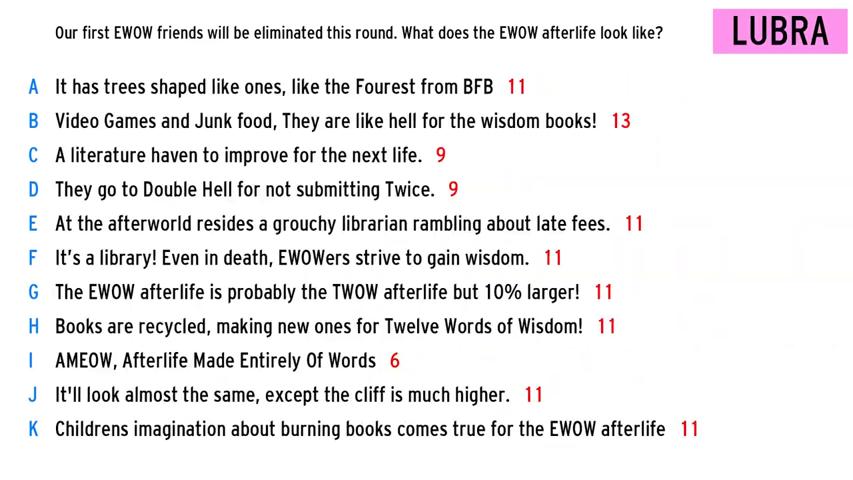 Our first EWOW friends will be eliminated this round. What does the EWOW afterlife look like?
LUBRA
A It has trees shaped like ones, like the Fourest from BFB 11
B Video Games and Junk food, They are like hell for the wisdom books! 13
C A literature haven to improve for the next life. 9
D They go to Double Hell for not submitting Twice. 9
E At the afterworld resides a grouchy librarian rambling about late fees. 11
F It's a library! Even in death, EWOWers strive to gain wisdom. 11
G The EWOW afterlife is probably the TWOW afterlife but 10% larger! 11
H Books are recycled, making new ones for Twelve Words of Wisdom! 11
I AMEOW, Afterlife Made Entirely Of Words 6
J It'll look almost the same, except the cliff is much higher. 11
K Childrens imagination about burning books comes true for the EWOW afterlife 11